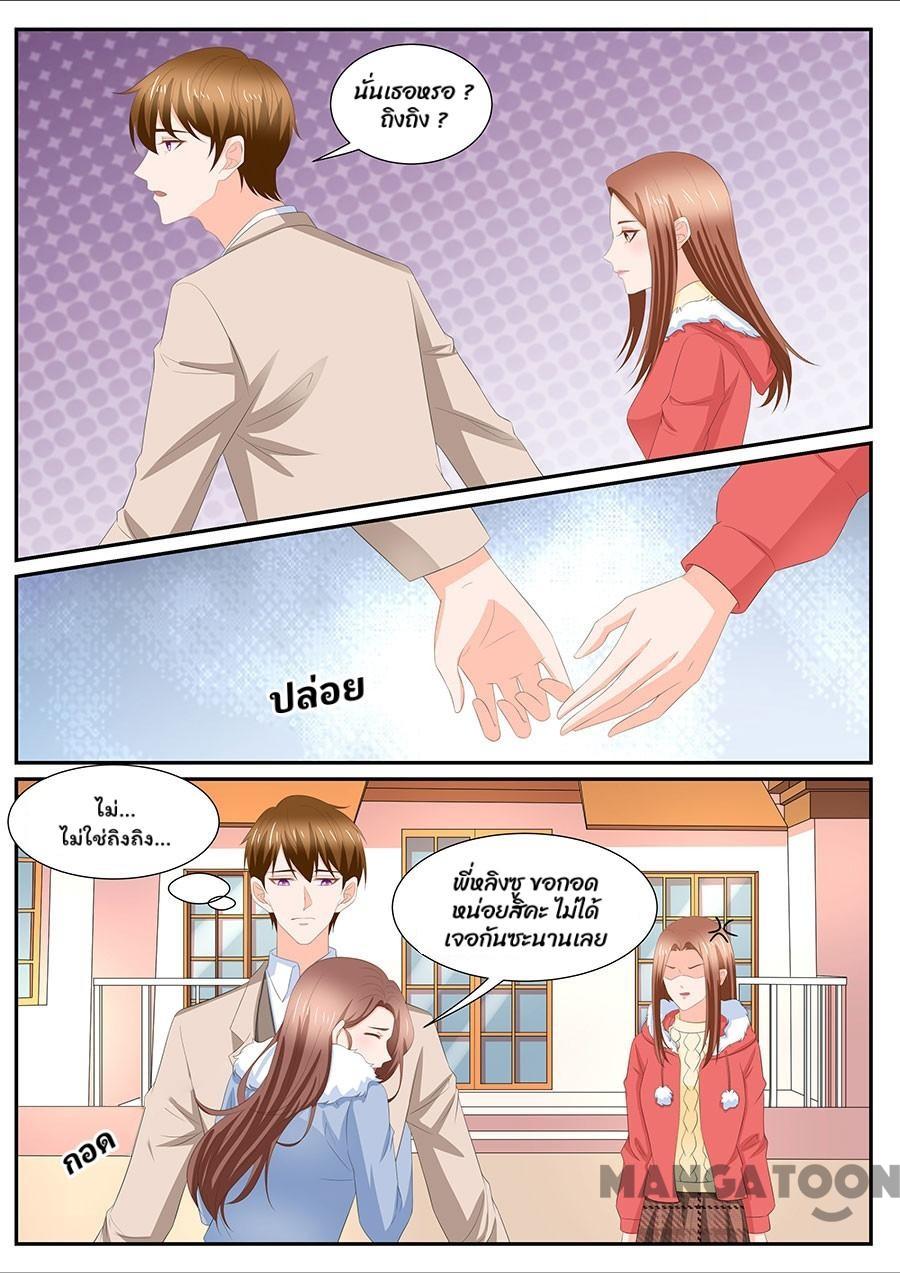 นั่นเธอหรอ ?
ถิงถิง ?
ปล่อย
ไม่...
ไม่ใช่ถิงถิง...
พี่หลิงซู ขอกอด
หน่อยสิคะ ไม่ได้
เจอกันซะนานเลย
กอด
MANGATOON